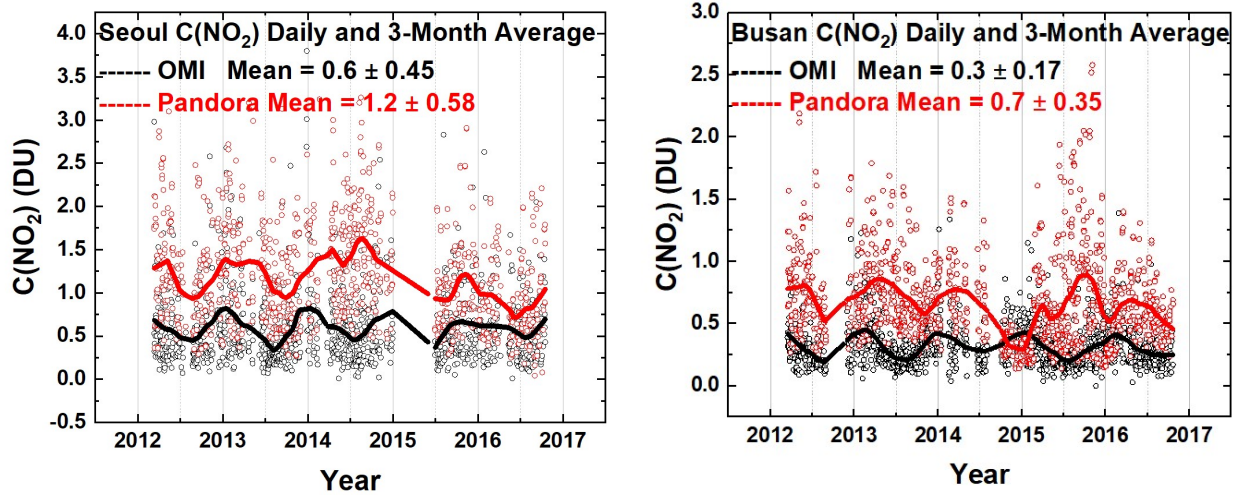 Seoul C(NO₂) Daily and 3-Month Average
OMI Mean = 0.6 ± 0.45
Pandora Mean = 1.2 ± 0.58
C(NO₂) (DU)
4.0
3.5
3.0
2.5
2.0
1.5
1.0
0.5
0.0
-0.5
2012 2013 2014 2015 2016 2017
Year
Busan C(NO₂) Daily and 3-Month Average
OMI Mean = 0.3 ± 0.17
Pandora Mean = 0.7 ± 0.35
C(NO₂) (DU)
3.0
2.5
2.0
1.5
1.0
0.5
0.0
2012 2013 2014 2015 2016 2017
Year